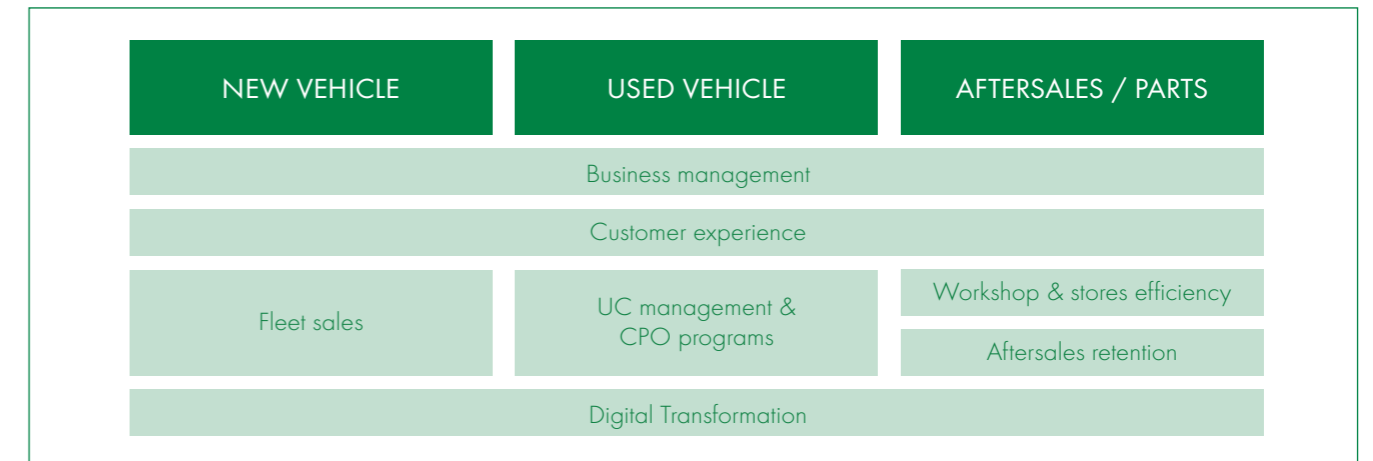 NEW VEHICLE
USED VEHICLE
AFTERSALES / PARTS
Business management
Customer experience
Fleet sales
UC management &
CPO programs
Workshop & stores efficiency
Aftersales retention
Digital Transformation